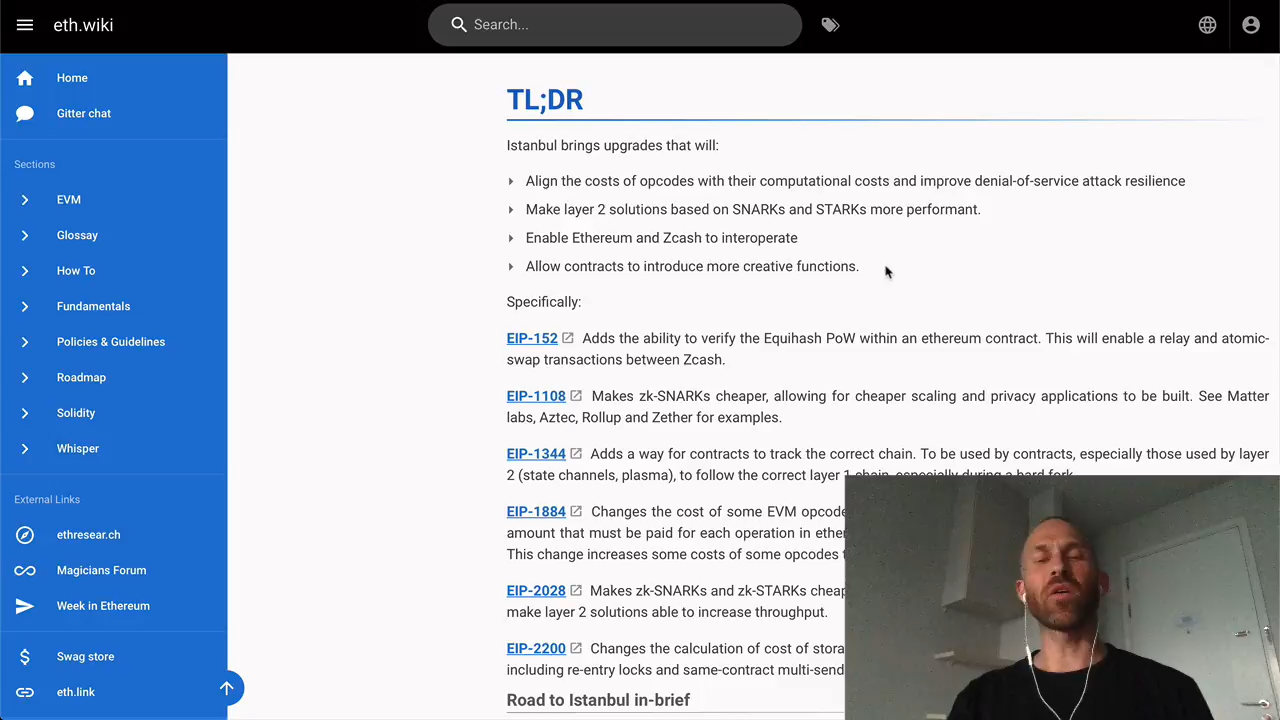 eth.wiki
Search...
Home
Gitter chat
Sections
EVM
Glossay
How To
Fundamentals
Policies & Guidelines
Roadmap
Solidity
Whisper
External Links
ethresear.ch
Magicians Forum
Week in Ethereum
Swag store
eth.link
TL;DR
Istanbul brings upgrades that will:
Align the costs of opcodes with their computational costs and improve denial-of-service attack resilience
Make layer 2 solutions based on SNARKs and STARKs more performant.
Enable Ethereum and Zcash to interoperate
Allow contracts to introduce more creative functions.
Specifically:
EIP-152 Adds the ability to verify the Equihash PoW within an ethereum contract. This will enable a relay and atomic-
swap transactions between Zcash.
EIP-1108 Makes zk-SNARKs cheaper, allowing for cheaper scaling and privacy applications to be built. See Matter
labs, Aztec, Rollup and Zether for examples.
EIP-1344 Adds a way for contracts to track the correct chain. To be used by contracts, especially those used by layer
2 (state channels, plasma), to follow the correct layer 1 chain, especially during a hard fork.
EIP-1884 Changes the cost of some EVM
amount that must be paid for each operation in
This change increases some costs of some opcodes
EIP-2028 Makes zk-SNARKs and zk-STARKs
make layer 2 solutions able to increase throughput.
EIP-2200 Changes the calculation of cost of
including re-entry locks and same-contract
Road to Istanbul in-brief